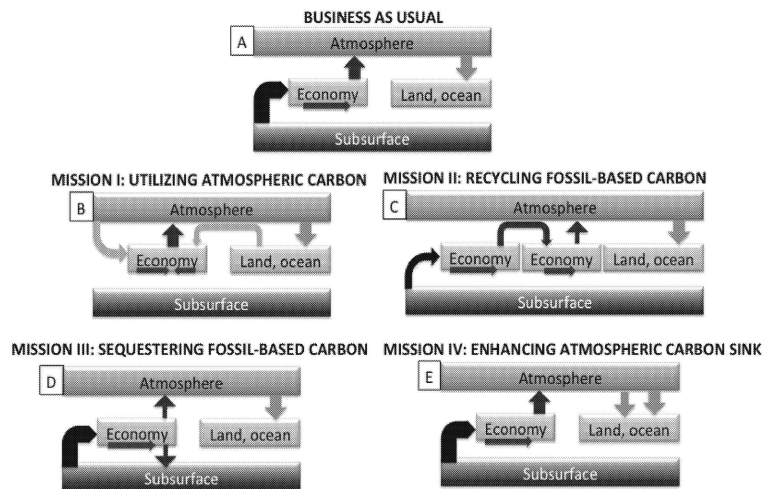 BUSINESS AS USUAL
A
Atmosphere
Economy
Land, ocean
Subsurface
MISSION I: UTILIZING ATMOSPHERIC CARBON
B
Atmosphere
Economy
Land, ocean
Subsurface
MISSION II: RECYCLING FOSSIL-BASED CARBON
C
Atmosphere
Economy
Economy
Land, ocean
Subsurface
MISSION III: SEQUESTERING FOSSIL-BASED CARBON
D
Atmosphere
Economy
Land, ocean
Subsurface
MISSION IV: ENHANCING ATMOSPHERIC CARBON SINK
E
Atmosphere
Economy
Land, ocean
Subsurface